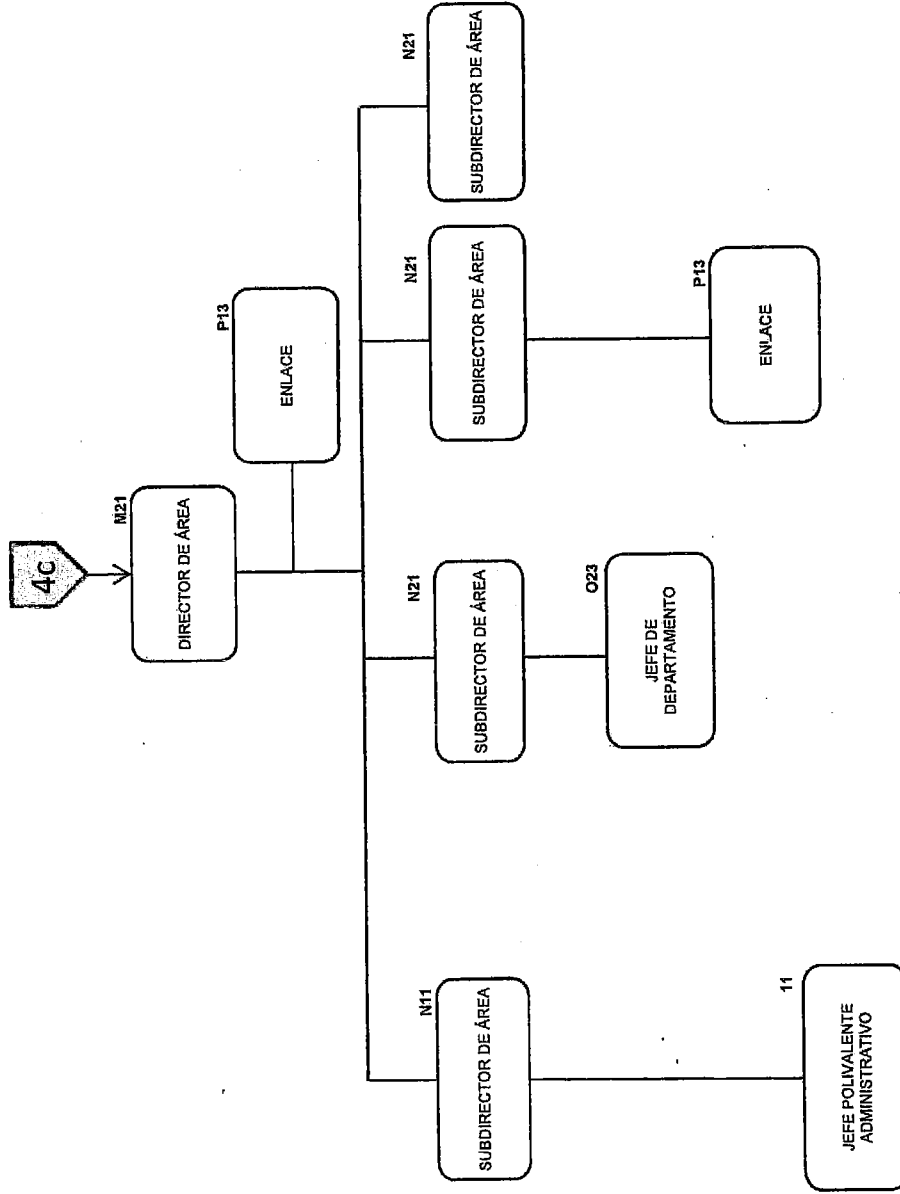 4c
M21
DIRECTOR DE ÁREA
P13
ENLACE
N11
SUBDIRECTOR DE ÁREA
N21
SUBDIRECTOR DE ÁREA
N21
SUBDIRECTOR DE ÁREA
N21
SUBDIRECTOR DE ÁREA
O23
JEFE DE
DEPARTAMENTO
P13
ENLACE
11
JEFE POLIVALENTE
ADMINISTRATIVO